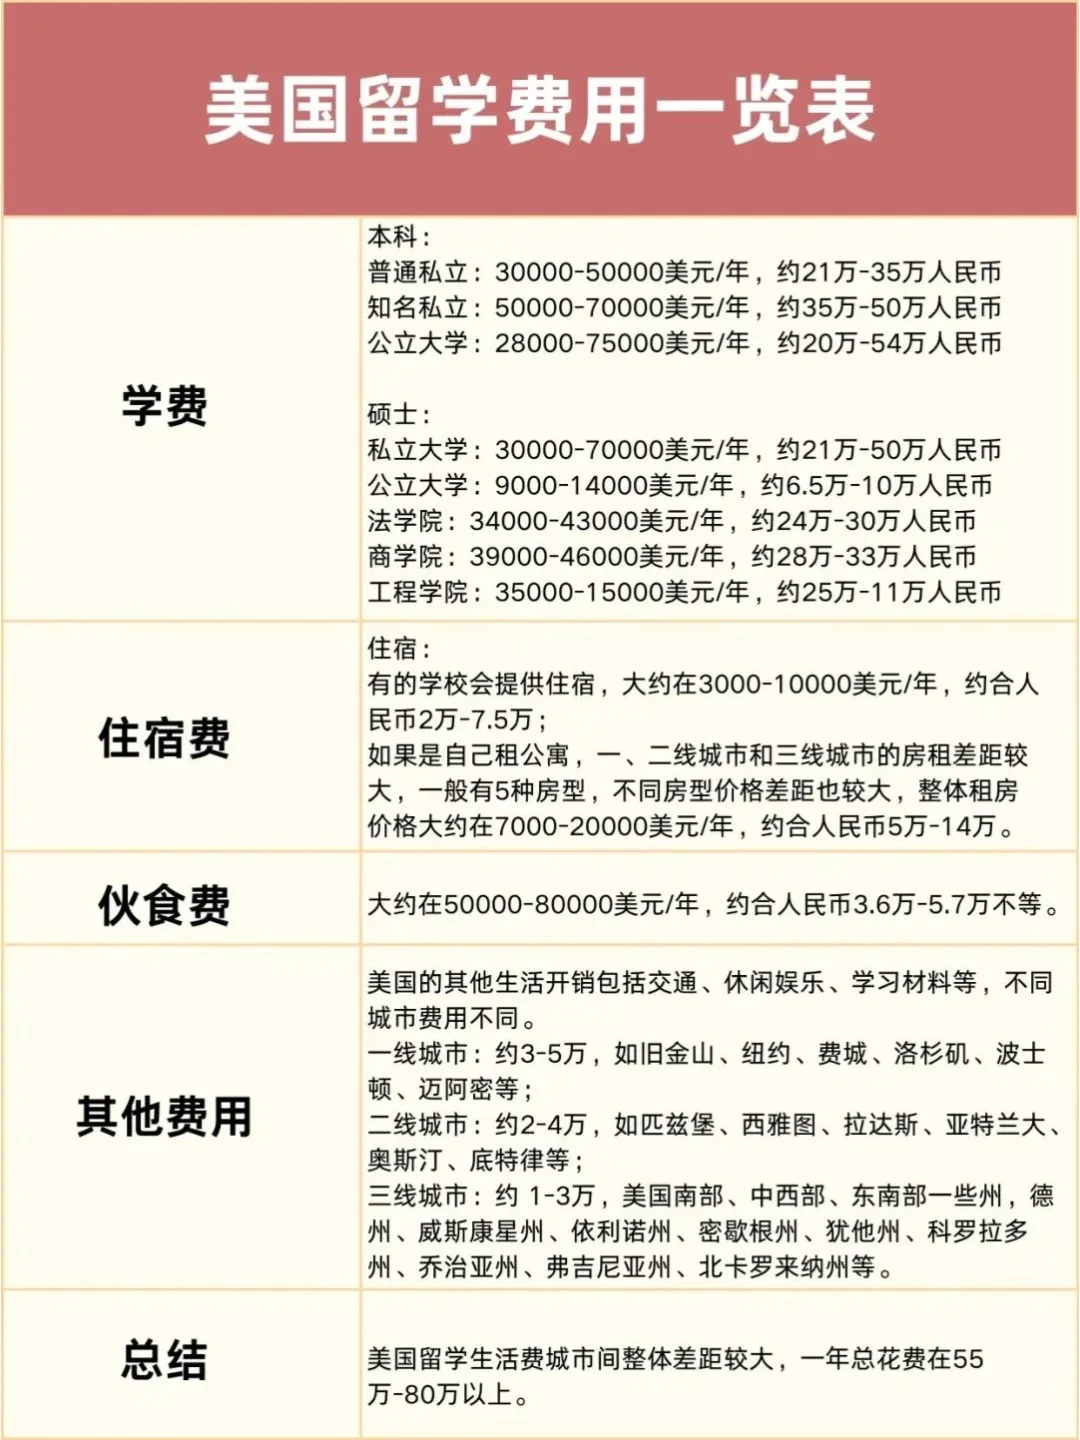 美国留学费用一览表
学费
本科：
普通私立：30000-50000美元/年，约21万-35万人民币
知名私立：50000-70000美元/年，约35万-50万人民币
公立大学：28000-75000美元/年，约20万-54万人民币
硕士：
私立大学：30000-70000美元/年，约21万-50万人民币
公立大学：9000-14000美元/年，约6.5万-10万人民币
法学院：34000-43000美元/年，约24万-30万人民币
商学院：39000-46000美元/年，约28万-33万人民币
工程学院：35000-15000美元/年，约25万-11万人民币
住宿费
住宿：
有的学校会提供住宿，大约在3000-10000美元/年，约合人
民币2万-7.5万；
如果是自己租公寓，一、二线城市和三线城市的房租差距较
大，一般有5种房型，不同房型价格差距也较大，整体租房
价格大约在7000-20000美元/年，约合人民币5万-14万。
伙食费
大约在50000-80000美元/年，约合人民币3.6万-5.7万不等。
其他费用
美国的其他生活开销包括交通、休闲娱乐、学习材料等，不同
城市费用不同。
一线城市：约3-5万，如旧金山、纽约、费城、洛杉矶、波士
顿、迈阿密等；
二线城市：约2-4万，如匹兹堡、西雅图、拉达斯、亚特兰大、
奥斯汀、底特律等；
三线城市：约 1-3万，美国南部、中西部、东南部一些州，德
州、威斯康星州、依利诺州、密歇根州、犹他州、科罗拉多
州、乔治亚州、弗吉尼亚州、北卡罗来纳州等。
总结
美国留学生活费城市间整体差距较大，一年总花费在55
万-80万以上。